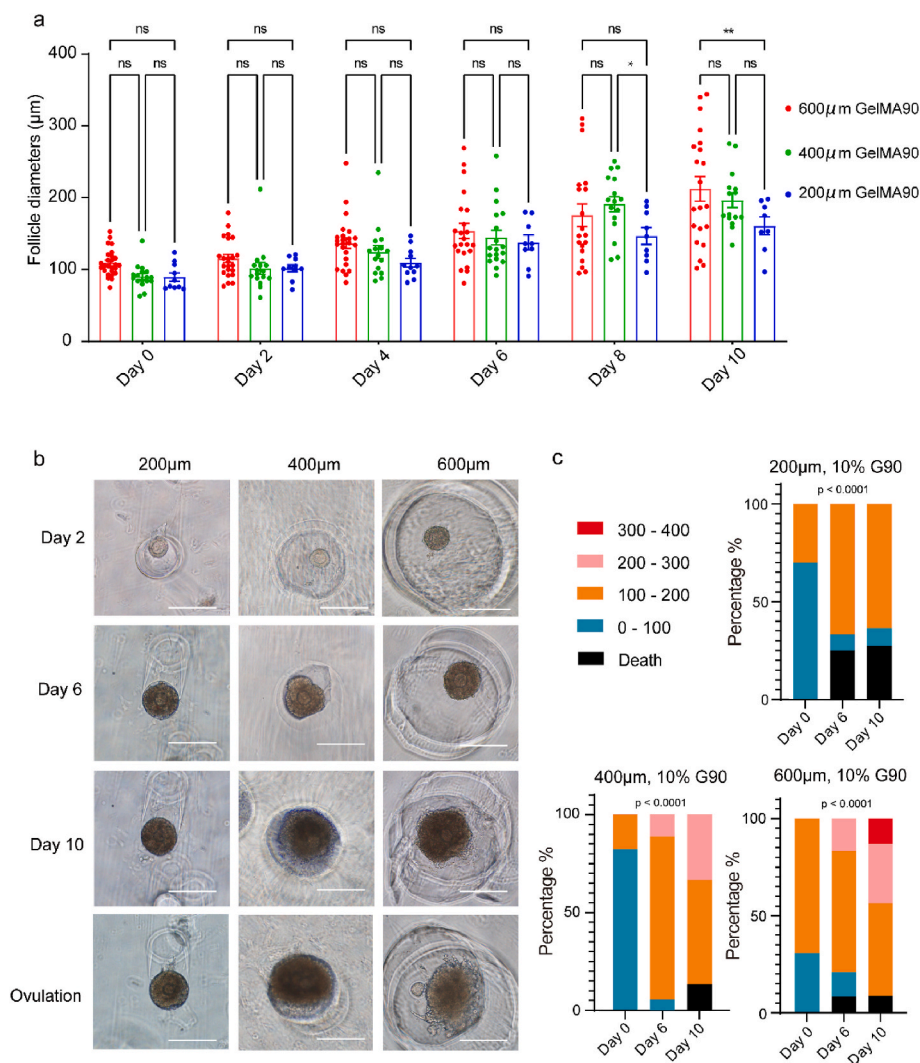 a
ns ns ns ns ns **
ns ns ns ns ns ns ns ns ns * ns ns
Follicle diameters (μm)
400
300
200
100
0
Day 0 Day 2 Day 4 Day 6 Day 8 Day 10
600μm GelMA90
400μm GelMA90
200μm GelMA90
b
200μm 400μm 600μm
Day 2
Day 6
Day 10
Ovulation
c
300 - 400
200 - 300
100 - 200
0 - 100
Death
200μm, 10% G90
p < 0.0001
Percentage %
100
50
0
Day 0 Day 6 Day 10
400μm, 10% G90
p < 0.0001
Percentage %
100
50
0
Day 0 Day 6 Day 10
600μm, 10% G90
p < 0.0001
Percentage %
100
50
0
Day 0 Day 6 Day 10